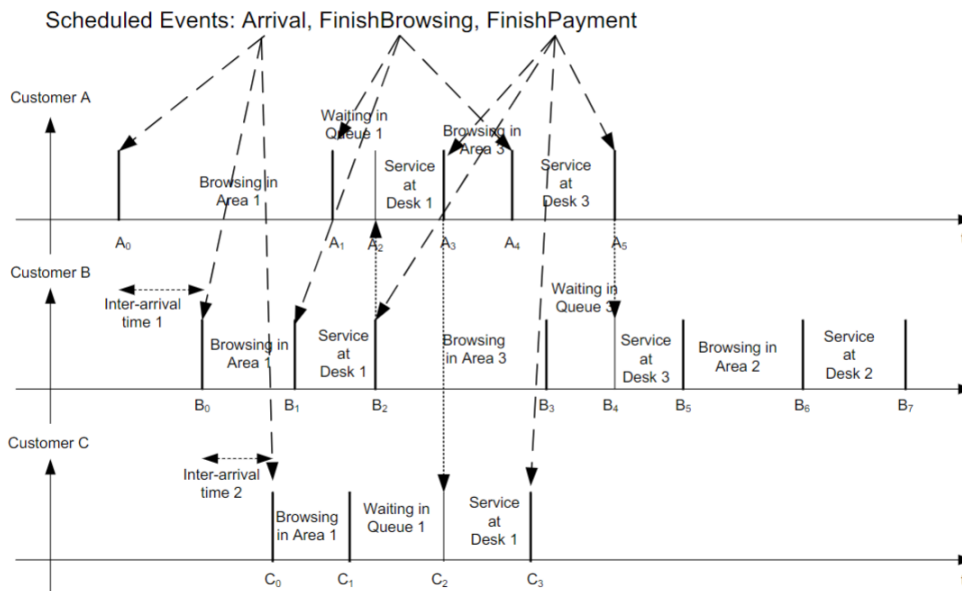 Scheduled Events: Arrival, FinishBrowsing, FinishPayment
Customer A
Waiting in
Queue 1
Browsing in
Area 3
Browsing in
Area 1
Service
at
Desk 1
Service
at
Desk 3
A₀
A₁
A₂
A₃
A₄
A₅
Customer B
Inter-arrival
time 1
Browsing in
Area 1
Service
at
Desk 1
Browsing
in Area 3
Waiting in
Queue 3
Service
at
Desk 3
Browsing in
Area 2
Service
at
Desk 2
B₀
B₁
B₂
B₃
B₄
B₅
B₆
B₇
Customer C
Inter-arrival
time 2
Browsing
in Area 1
Waiting in
Queue 1
Service
at
Desk 1
C₀
C₁
C₂
C₃